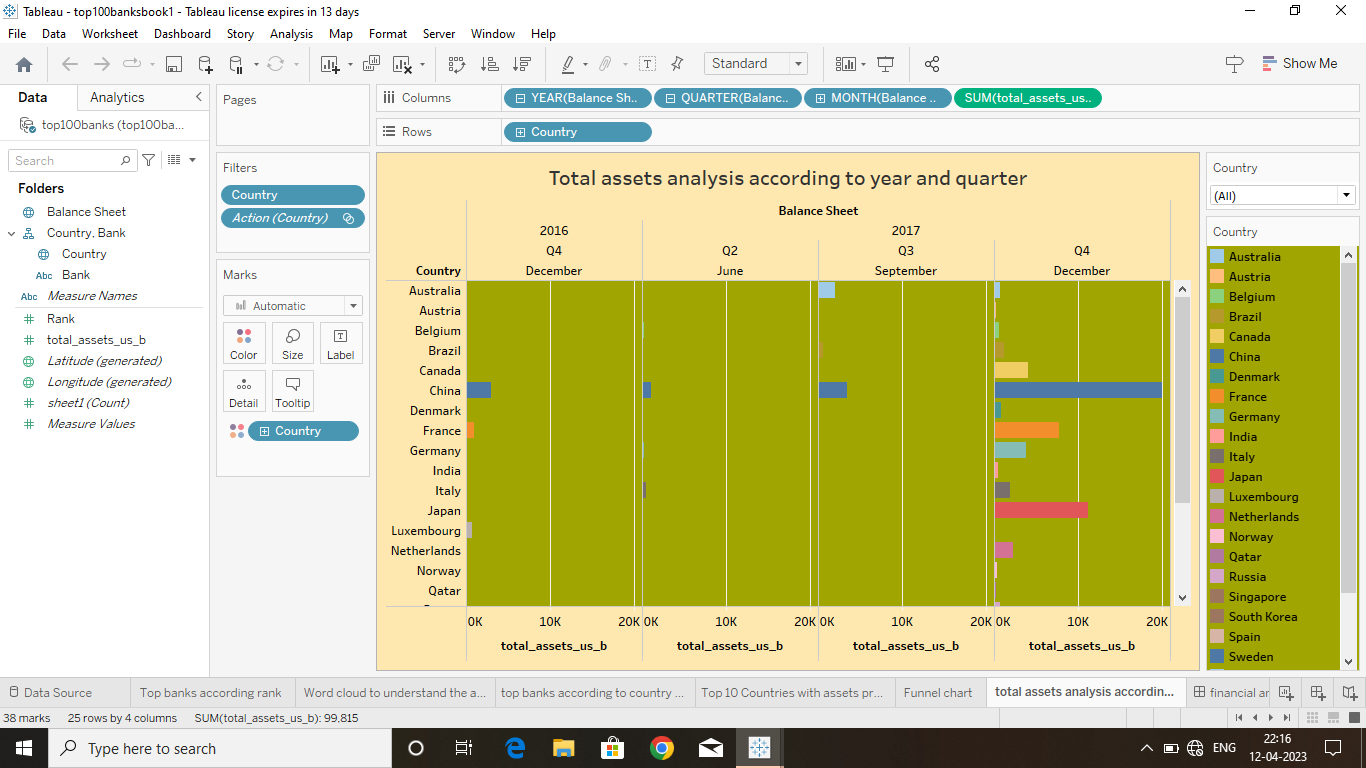 Tableau - top100banksbook1 - Tableau license expires in 13 days
File Data Worksheet Dashboard Story Analysis Map Format Server Window Help
Standard
Show Me
Data Analytics
top100banks (top100ba...
Search
Folders
Balance Sheet
Country, Bank
Country
Abc Bank
Abc Measure Names
Rank
total_assets_us_b
Latitude (generated)
Longitude (generated)
sheet1 (Count)
Measure Values
Pages
Filters
Country
Action (Country)
Marks
Automatic
Color Size Label
Detail Tooltip
Country
Columns YEAR(Balance Sh.. QUARTER(Balanc.. MONTH(Balance .. SUM(total_assets_us..
Rows Country
Total assets analysis according to year and quarter
Balance Sheet
2016 2017
Q4 Q2 Q3 Q4
Country December June September December
Australia
Austria
Belgium
Brazil
Canada
China
Denmark
France
Germany
India
Italy
Japan
Luxembourg
Netherlands
Norway
Qatar
0K 10K 20K 0K 10K 20K 0K 10K 20K 0K 10K 20K
total_assets_us_b total_assets_us_b total_assets_us_b total_assets_us_b
Country
(All)
Country
Australia
Austria
Belgium
Brazil
Canada
China
Denmark
France
Germany
India
Italy
Japan
Luxembourg
Netherlands
Norway
Qatar
Russia
Singapore
South Korea
Spain
Sweden
Data Source Top banks according rank Word cloud to understand the a... top banks according to country ... Top 10 Countries with assets pr... Funnel chart total assets analysis accordin... financial an
38 marks 25 rows by 4 columns SUM(total_assets_us_b): 99,815
Type here to search
ENG
22:16
12-04-2023